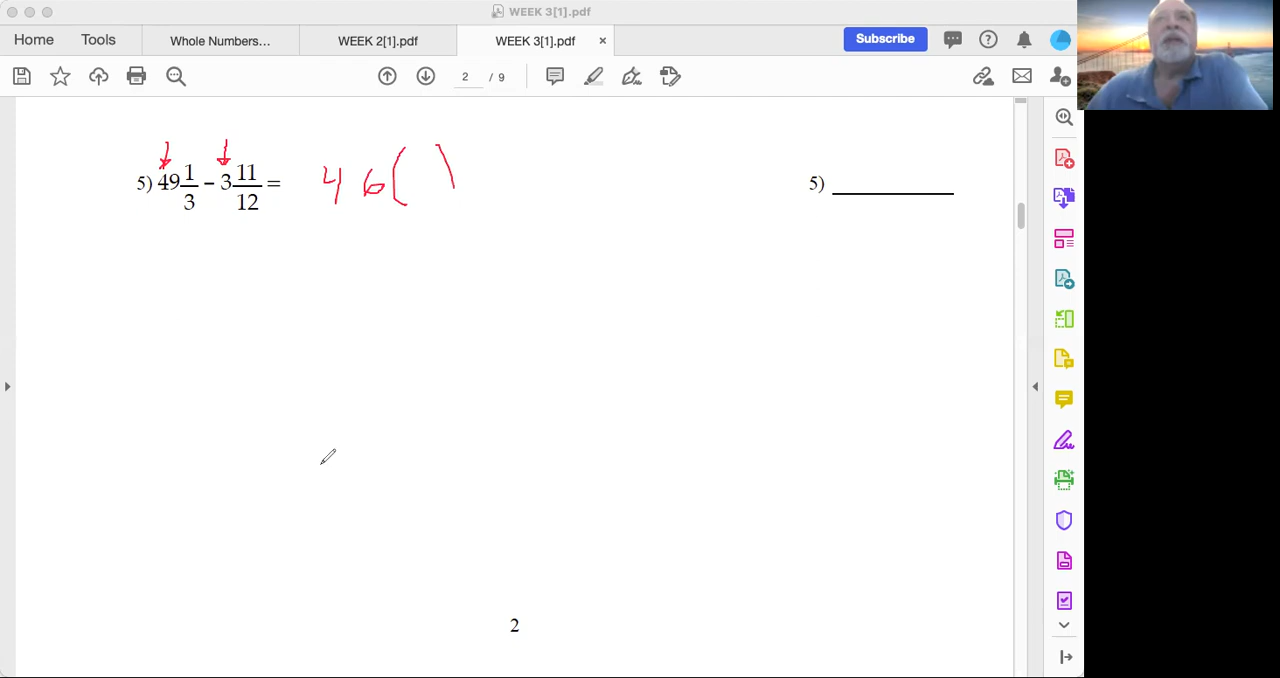 WEEK 3[1].pdf
Home Tools Whole Numbers... WEEK 2[1].pdf WEEK 3[1].pdf × Subscribe
2 / 9
5) 49 1/3 − 3 11/12 = 46( ) 5) ____________
2